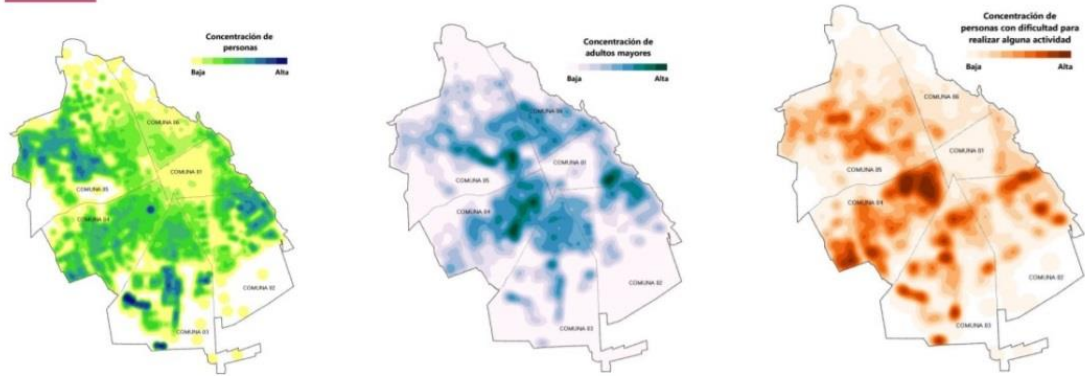 Concentración de
personas
Baja
Alta
COMUNA 06
COMUNA 01
COMUNA 05
COMUNA 04
COMUNA 02
COMUNA 03
Concentración de
adultos mayores
Baja
Alta
COMUNA 01
COMUNA 05
COMUNA 04
COMUNA 02
COMUNA 03
Concentración de
personas con dificultad para
realizar alguna actividad
Baja
Alta
COMUNA 06
COMUNA 01
COMUNA 05
COMUNA 04
COMUNA 02
COMUNA 03